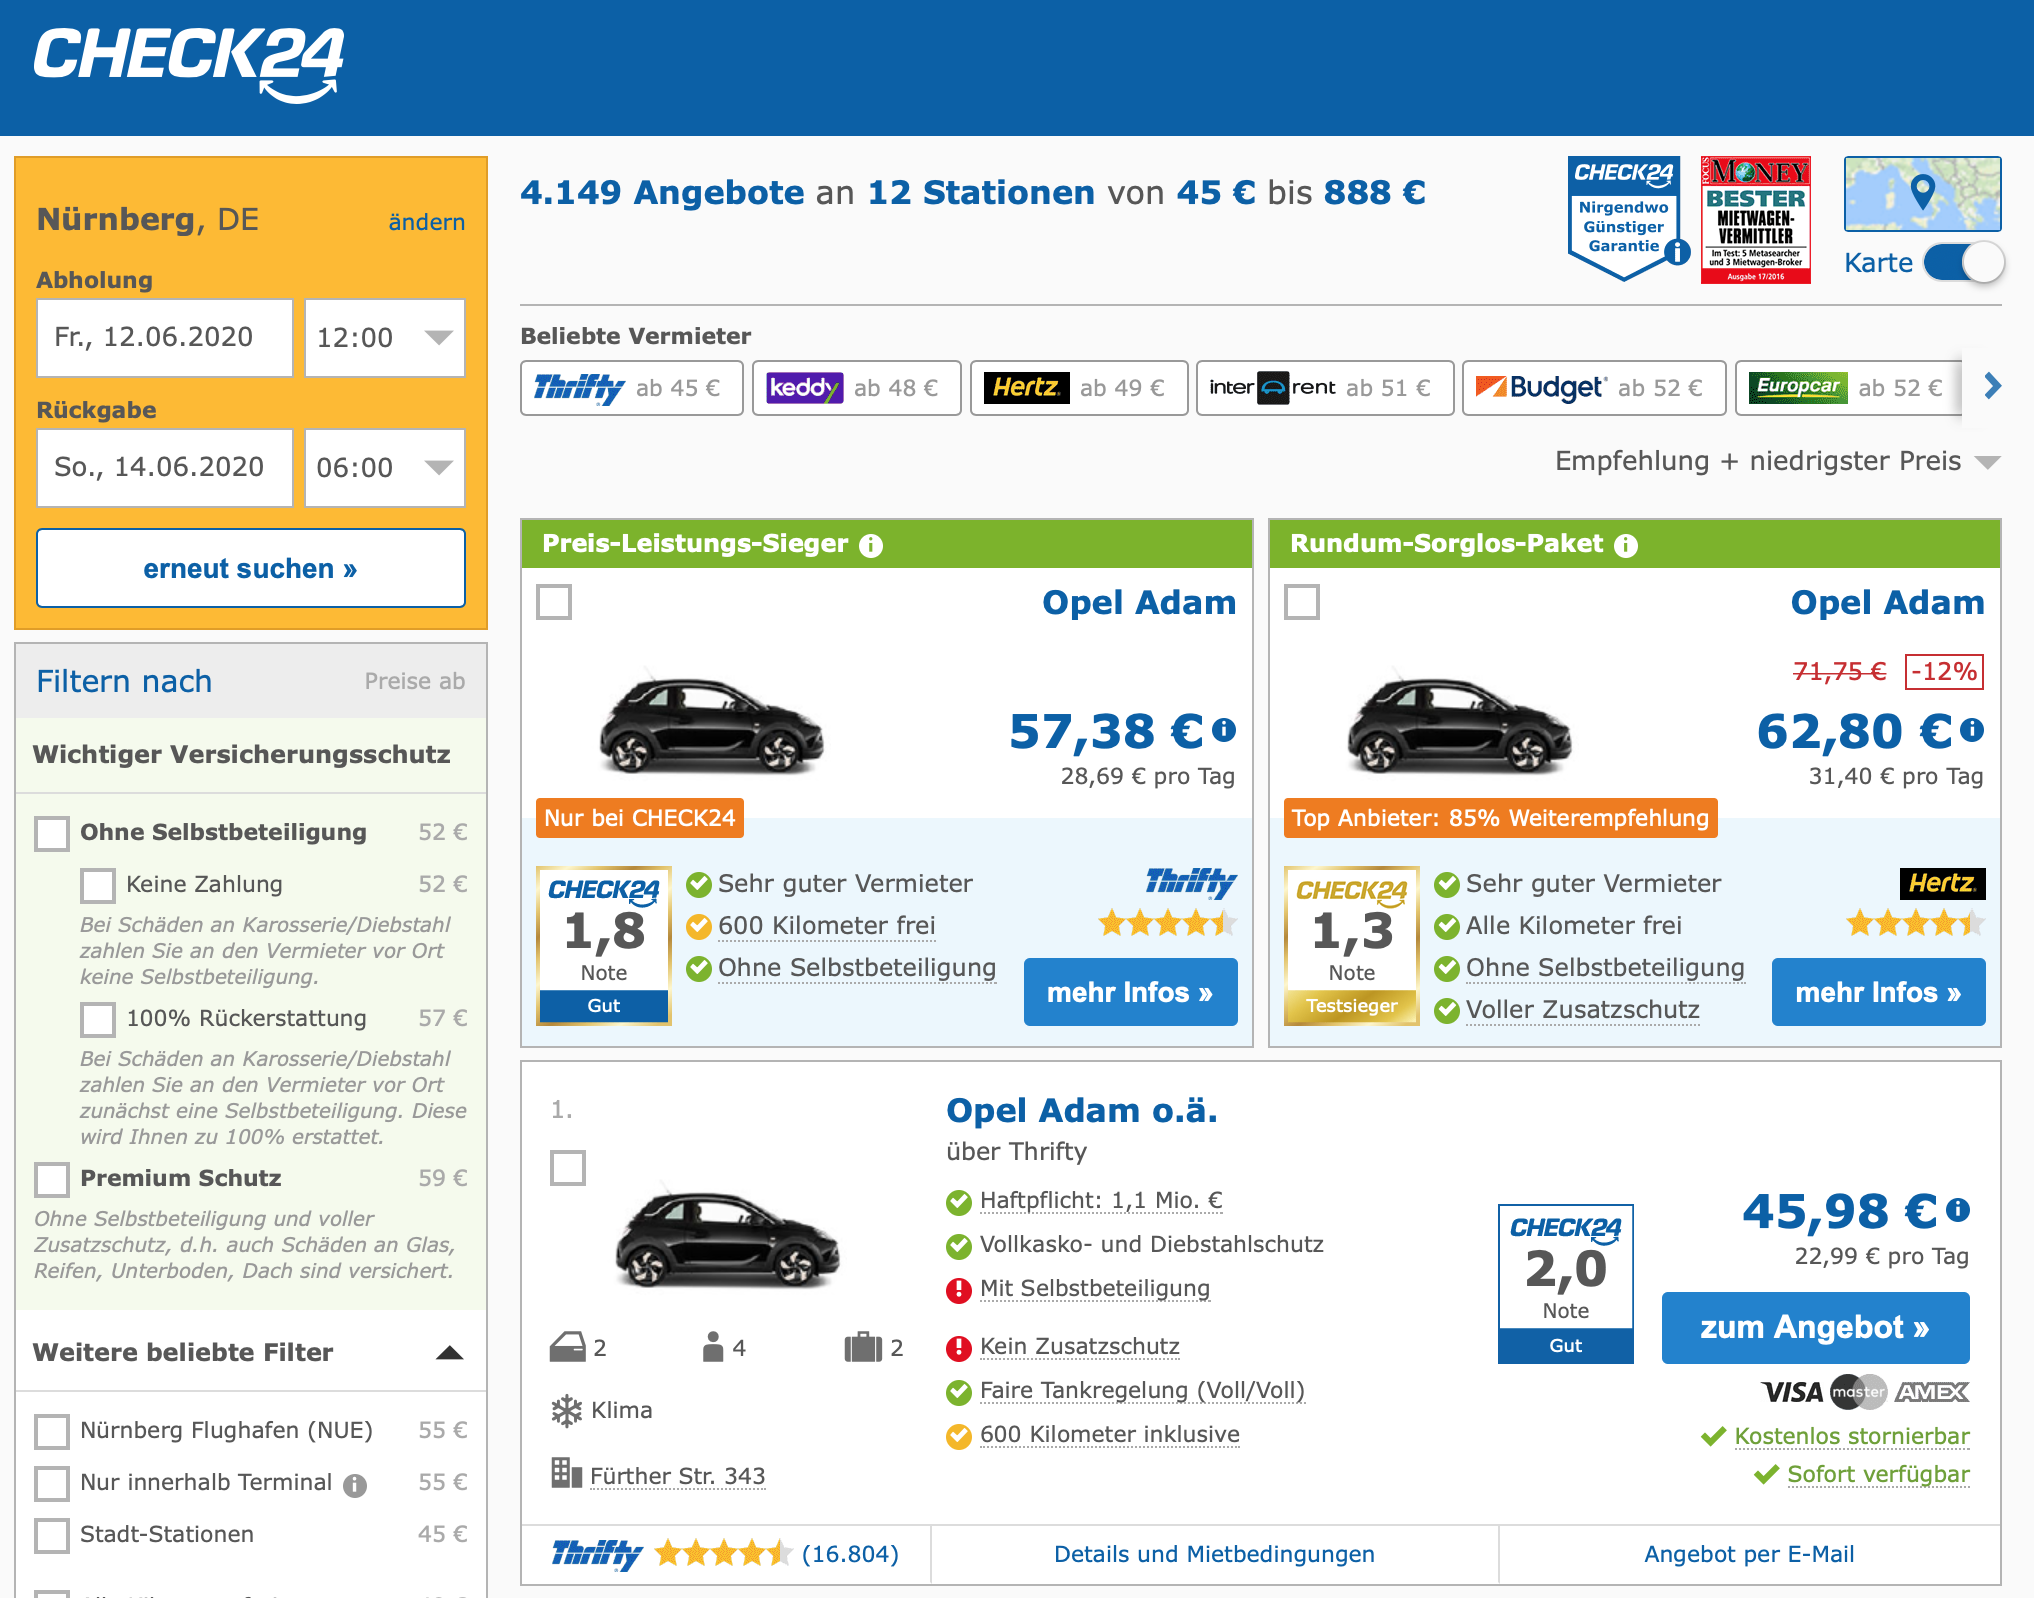 CHECK24
Nürnberg, DE
ändern
Abholung
Fr., 12.06.2020
12:00
Rückgabe
So., 14.06.2020
06:00
erneut suchen »
Filtern nach
Preise ab
Wichtiger Versicherungsschutz
Ohne Selbstbeteiligung 52 €
Keine Zahlung 52 €
Bei Schäden an Karosserie/Diebstahl
zahlen Sie an den Vermieter vor Ort
keine Selbstbeteiligung.
100% Rückerstattung 57 €
Bei Schäden an Karosserie/Diebstahl
zahlen Sie an den Vermieter vor Ort
zunächst eine Selbstbeteiligung. Diese
wird Ihnen zu 100% erstattet.
Premium Schutz 59 €
Ohne Selbstbeteiligung und voller
Zusatzschutz, d.h. auch Schäden an Glas,
Reifen, Unterboden, Dach sind versichert.
Weitere beliebte Filter
Nürnberg Flughafen (NUE) 55 €
Nur innerhalb Terminal 55 €
Stadt-Stationen 45 €
4.149 Angebote an 12 Stationen von 45 € bis 888 €
CHECK24
Nirgendwo
Günstiger
Garantie
FOCUS
MONEY
BESTER
MIETWAGEN-
VERMITTLER
Im Test: 5 Metasearcher
und 3 Mietwagen-Broker
Ausgabe 17/2016
Karte
Beliebte Vermieter
Thrifty ab 45 €
keddy ab 48 €
Hertz. ab 49 €
inter rent ab 51 €
Budget ab 52 €
Europcar ab 52 €
Empfehlung + niedrigster Preis
Preis-Leistungs-Sieger
Opel Adam
57,38 €
28,69 € pro Tag
Nur bei CHECK24
CHECK24
1,8
Note
Gut
Sehr guter Vermieter
600 Kilometer frei
Ohne Selbstbeteiligung
Thrifty
mehr Infos »
Rundum-Sorglos-Paket
Opel Adam
71,75 € -12%
62,80 €
31,40 € pro Tag
Top Anbieter: 85% Weiterempfehlung
CHECK24
1,3
Note
Testsieger
Sehr guter Vermieter
Alle Kilometer frei
Ohne Selbstbeteiligung
Voller Zusatzschutz
Hertz.
mehr Infos »
1.
2 4 2
Klima
Fürther Str. 343
Opel Adam o.ä.
über Thrifty
Haftpflicht: 1,1 Mio. €
Vollkasko- und Diebstahlschutz
Mit Selbstbeteiligung
Kein Zusatzschutz
Faire Tankregelung (Voll/Voll)
600 Kilometer inklusive
CHECK24
2,0
Note
Gut
45,98 €
22,99 € pro Tag
zum Angebot »
VISA master AMEX
Kostenlos stornierbar
Sofort verfügbar
Thrifty (16.804)
Details und Mietbedingungen
Angebot per E-Mail